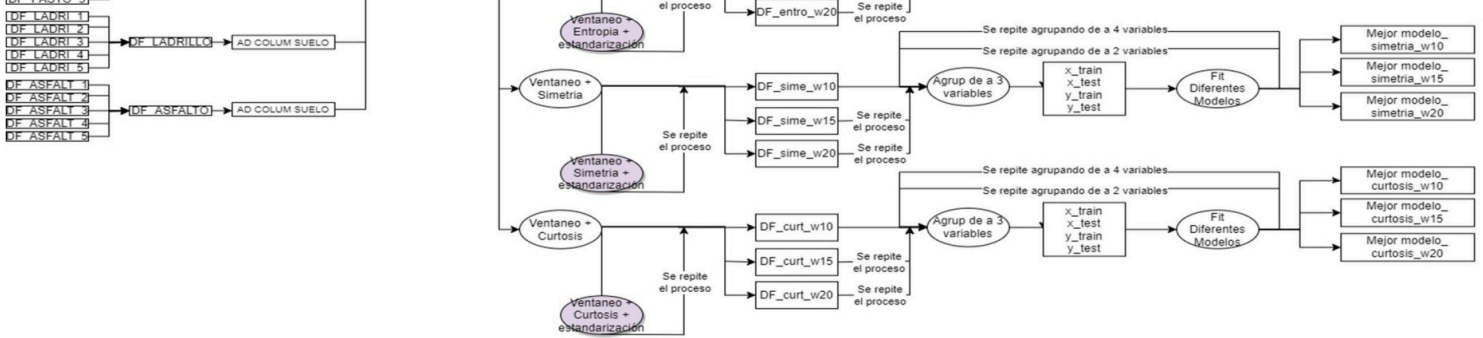 DF_LADRI_1
DF_LADRI_2
DF_LADRI_3
DF_LADRI_4
DF_LADRI_5
DF_LADRILLO
AD COLUM SUELO
DF_ASFALT_1
DF_ASFALT_2
DF_ASFALT_3
DF_ASFALT_4
DF_ASFALT_5
DF_ASFALTO
AD COLUM SUELO
Ventaneo +
Entropia +
estandarización
el proceso
DF_entro_w20
Se repite
el proceso
Ventaneo +
Simetria
Ventaneo +
Simetria +
estandarización
Se repite
el proceso
DF_sime_w10
DF_sime_w15
DF_sime_w20
Se repite
el proceso
Se repite
el proceso
Se repite agrupando de a 4 variables
Se repite agrupando de a 2 variables
Agrup de a 3
variables
x_train
x_test
y_train
y_test
Fit
Diferentes
Modelos
Mejor modelo_
simetria_w10
Mejor modelo_
simetria_w15
Mejor modelo_
simetria_w20
Ventaneo +
Curtosis
Ventaneo +
Curtosis +
estandarización
Se repite
el proceso
DF_curt_w10
DF_curt_w15
DF_curt_w20
Se repite
el proceso
Se repite
el proceso
Se repite agrupando de a 4 variables
Se repite agrupando de a 2 variables
Agrup de a 3
variables
x_train
x_test
y_train
y_test
Fit
Diferentes
Modelos
Mejor modelo_
curtosis_w10
Mejor modelo_
curtosis_w15
Mejor modelo_
curtosis_w20